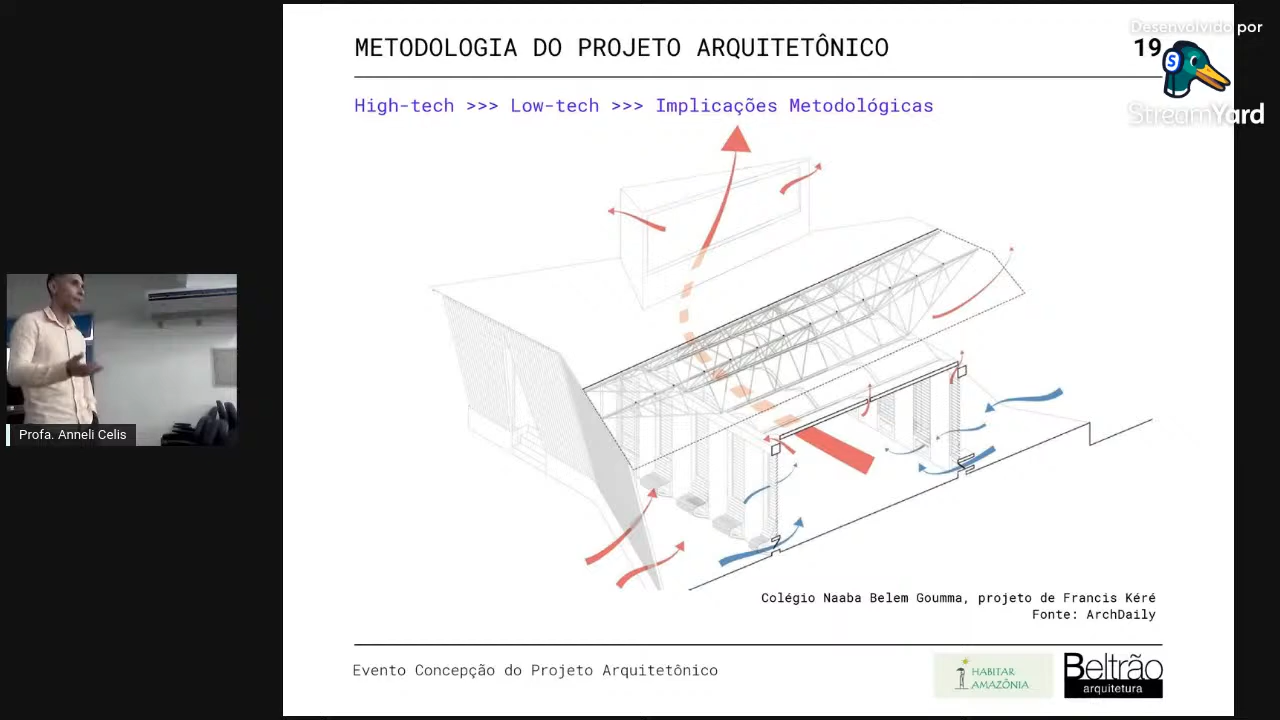 METODOLOGIA DO PROJETO ARQUITETÔNICO
19
Desenvolvido por
S
StreamYard
High-tech >>> Low-tech >>> Implicações Metodológicas
Profa. Anneli Celis
Colégio Naaba Belem Goumma, projeto de Francis Kéré
Fonte: ArchDaily
Evento Concepção do Projeto Arquitetônico
HABITAR
AMAZÔNIA
Beltrão
arquitetura